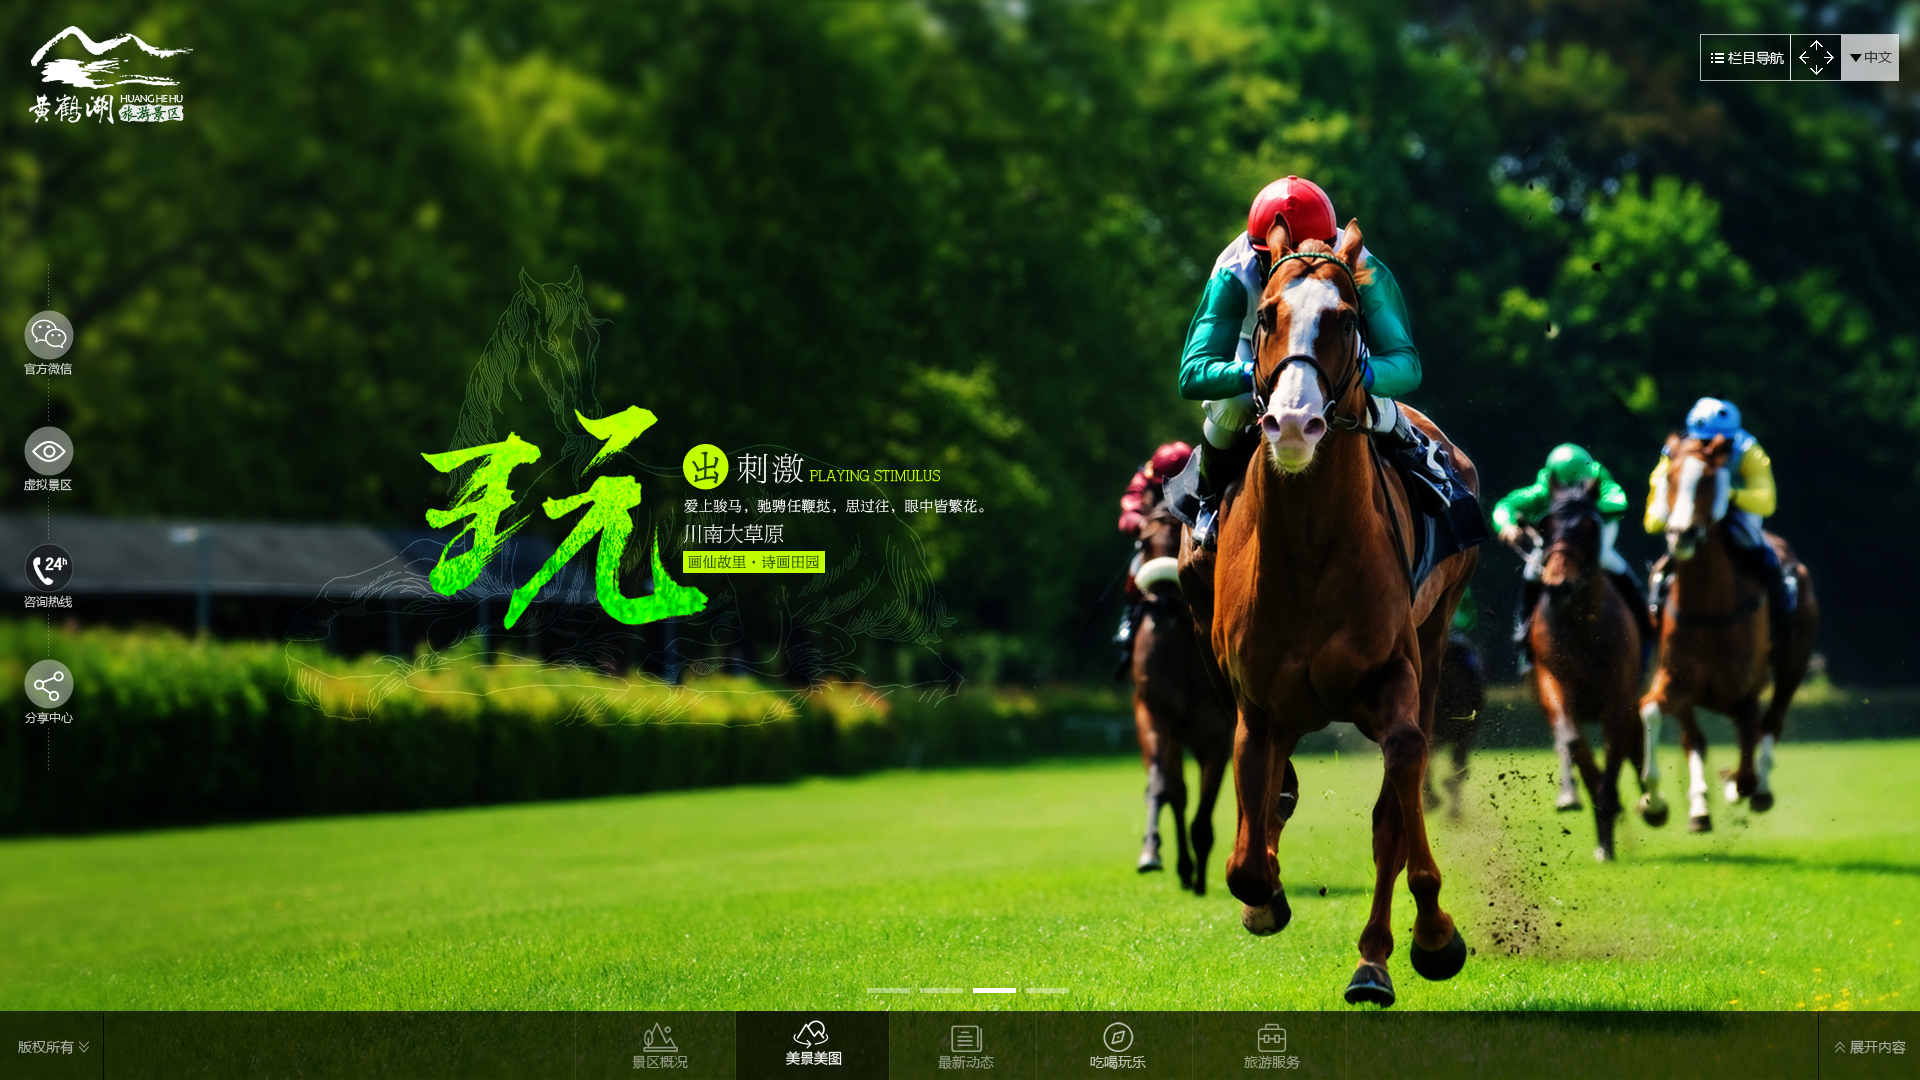 黄鹤湖
HUANG HE HU
旅游景区
栏目导航
中文
官方微信
虚拟景区
24h
咨询热线
分享中心
玩
出 刺激 PLAYING STIMULUS
爱上骏马，驰骋任鞭挞，思过往，眼中皆繁花。
川南大草原
画仙故里·诗画田园
版权所有
景区概况
美景美图
最新动态
吃喝玩乐
旅游服务
展开内容